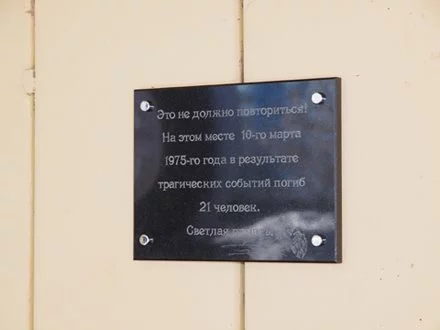 Это не должно повториться!
На этом месте 10-го марта
1975-го года в результате
трагических событий погиб
21 человек.
Светлая